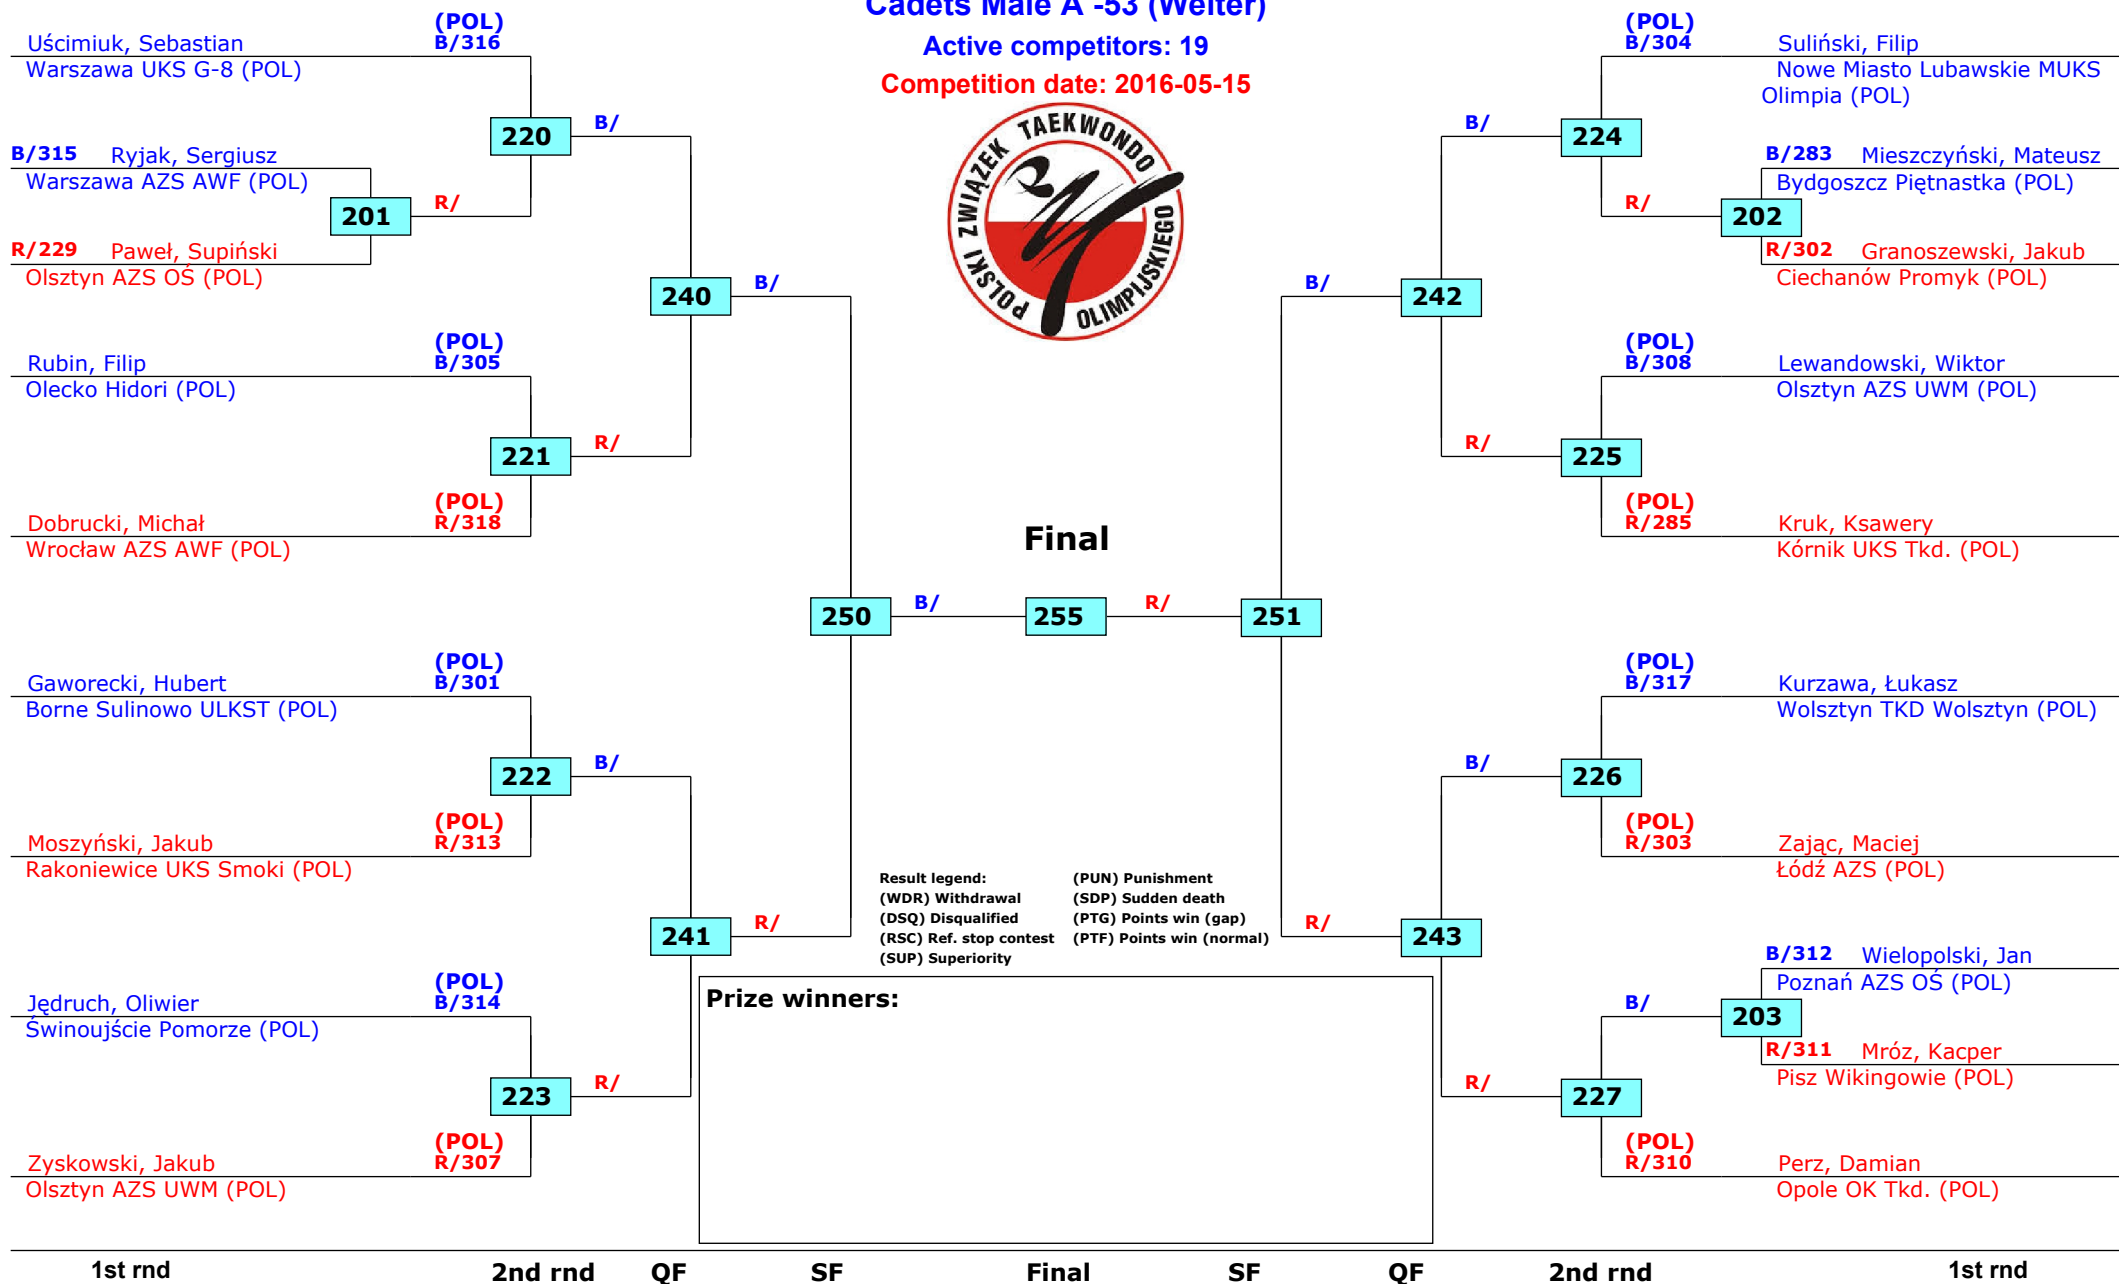 Cadets Male A -53 (Welter)
Active competitors: 19
Competition date: 2016-05-15
POLSKI ZWIĄZEK TAEKWONDO OLIMPIJSKIEGO
(POL)
Uścimiuk, Sebastian B/316
Warszawa UKS G-8 (POL)
220 B/
B/315 Ryjak, Sergiusz
Warszawa AZS AWF (POL)
201 R/
R/229 Paweł, Supiński
Olsztyn AZS OŚ (POL)
240 B/
(POL)
Rubin, Filip B/305
Olecko Hidori (POL)
221 R/
(POL)
Dobrucki, Michał R/318
Wrocław AZS AWF (POL)
250 B/
(POL)
Gaworecki, Hubert B/301
Borne Sulinowo ULKST (POL)
222 B/
(POL)
Moszyński, Jakub R/313
Rakoniewice UKS Smoki (POL)
241 R/
(POL)
Jędruch, Oliwier B/314
Świnoujście Pomorze (POL)
223 R/
(POL)
Zyskowski, Jakub R/307
Olsztyn AZS UWM (POL)
Final
255
(POL)
B/304 Suliński, Filip
Nowe Miasto Lubawskie MUKS
Olimpia (POL)
B/ 224
B/283 Mieszczyński, Mateusz
Bydgoszcz Piętnastka (POL)
R/ 202
R/302 Granoszewski, Jakub
Ciechanów Promyk (POL)
B/ 242
(POL)
B/308 Lewandowski, Wiktor
Olsztyn AZS UWM (POL)
R/ 225
(POL)
R/285 Kruk, Ksawery
Kórnik UKS Tkd. (POL)
R/ 251
(POL)
B/317 Kurzawa, Łukasz
Wolsztyn TKD Wolsztyn (POL)
B/ 226
(POL)
R/303 Zając, Maciej
Łódź AZS (POL)
R/ 243
B/312 Wielopolski, Jan
Poznań AZS OŚ (POL)
B/ 203
R/311 Mróz, Kacper
Pisz Wikingowie (POL)
R/ 227
(POL)
R/310 Perz, Damian
Opole OK Tkd. (POL)
Result legend: (PUN) Punishment
(WDR) Withdrawal (SDP) Sudden death
(DSQ) Disqualified (PTG) Points win (gap)
(RSC) Ref. stop contest (PTF) Points win (normal)
(SUP) Superiority
Prize winners:
1st rnd 2nd rnd QF SF Final SF QF 2nd rnd 1st rnd